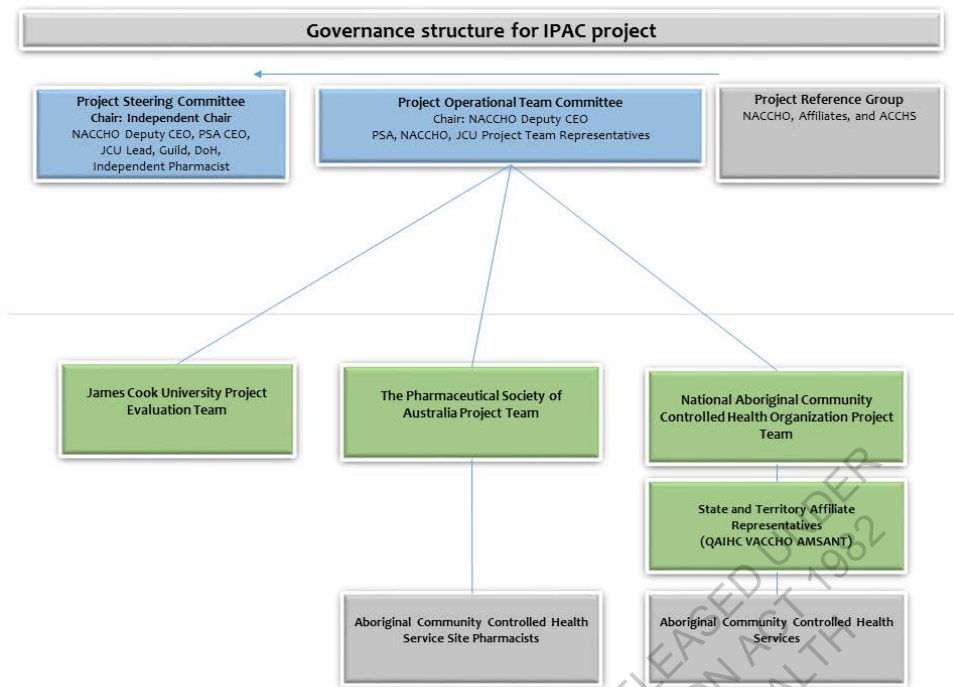 Governance structure for IPAC project
Project Steering Committee
Chair: Independent Chair
NACCHO Deputy CEO, PSA CEO,
JCU Lead, Guild, DoH,
Independent Pharmacist
Project Operational Team Committee
Chair: NACCHO Deputy CEO
PSA, NACCHO, JCU Project Team Representatives
Project Reference Group
NACCHO, Affiliates, and ACCHS
James Cook University Project
Evaluation Team
The Pharmaceutical Society of
Australia Project Team
National Aboriginal Community
Controlled Health Organization Project
Team
State and Territory Affiliate
Representatives
(QAIHC VACCHO AMSANT)
Aboriginal Community Controlled Health
Service Site Pharmacists
Aboriginal Community Controlled Health
Services
RELEASED UNDER
ACT 1982